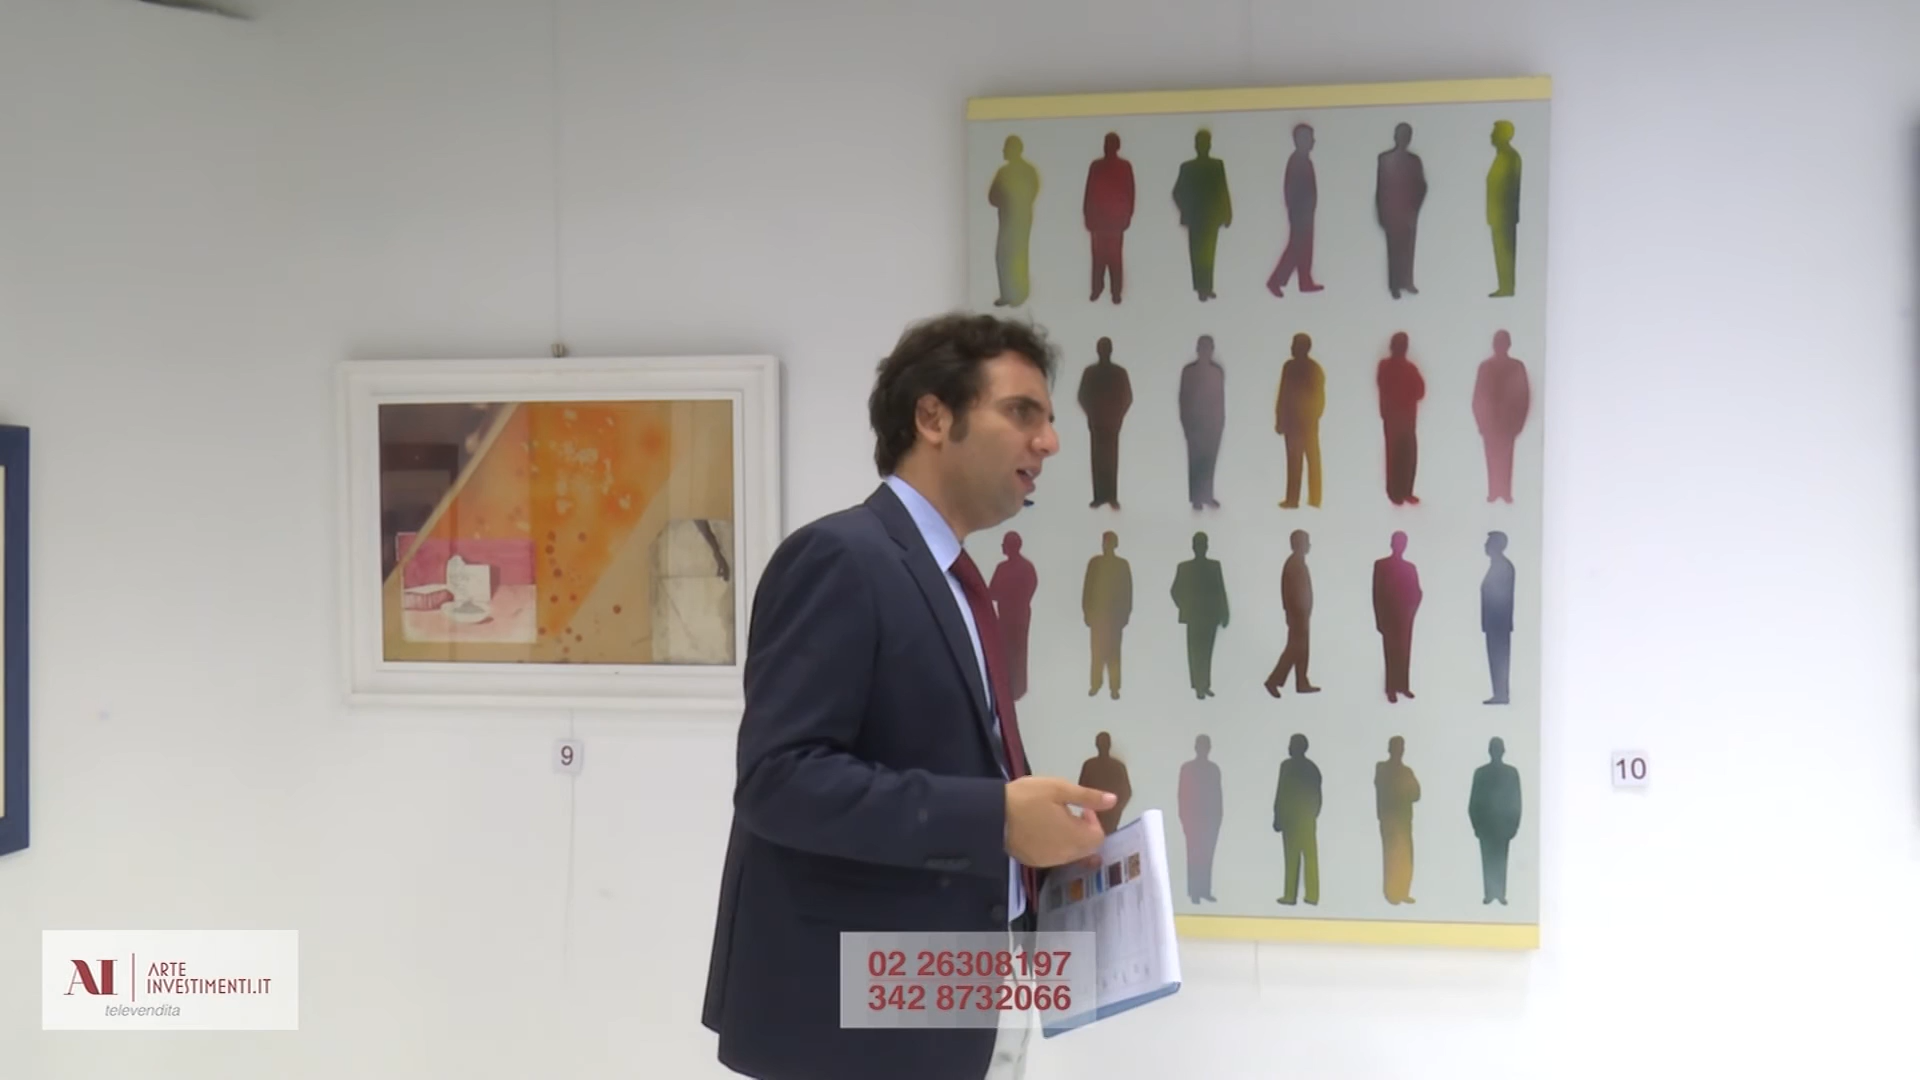 9
10
AI
ARTE
INVESTIMENTI.IT
televendita
02 26308197
342 8732066